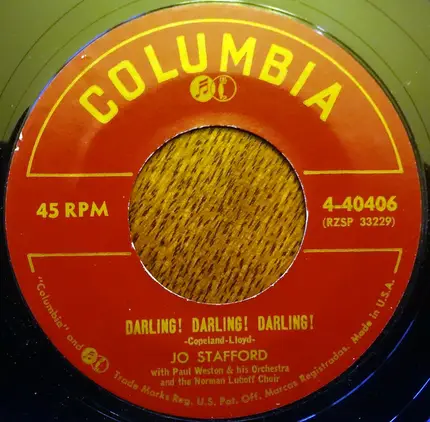 COLUMBIA
45 RPM
4-40406
(RZSP 33229)
DARLING! DARLING! DARLING!
-Copeland-Lloyd-
JO STAFFORD
with Paul Weston & his Orchestra
and the Norman Luboff Choir
"Columbia" and Trade Marks Reg. U.S. Pat. Off. Marcas Registradas. Made in U.S.A.